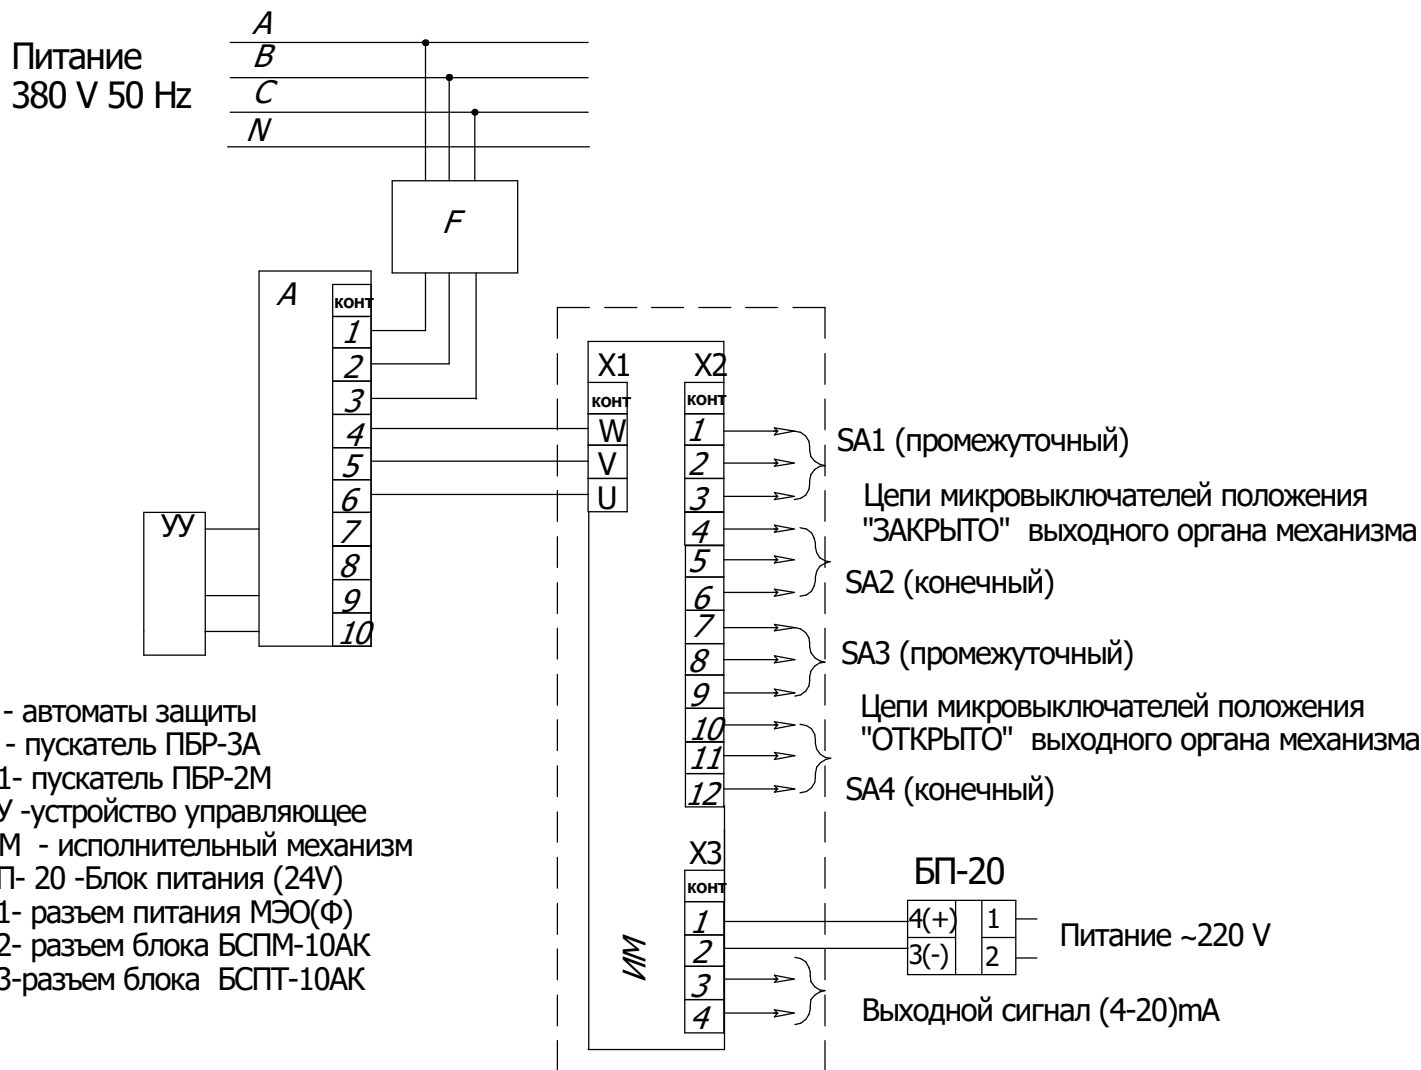 Питание
380 V 50 Hz
A
B
C
N
F
A
конт
1
2
3
4
5
6
7
8
9
10
УУ
X1
конт
W
V
U
X2
конт
1
2
3
4
5
6
7
8
9
10
11
12
SA1 (промежуточный)
Цепи микровыключателей положения
"ЗАКРЫТО" выходного органа механизма
SA2 (конечный)
SA3 (промежуточный)
Цепи микровыключателей положения
"ОТКРЫТО" выходного органа механизма
SA4 (конечный)
X3
конт
1
2
3
4
ИМ
БП-20
4(+) 1
3(-) 2
Питание ~220 V
Выходной сигнал (4-20)mA
- автоматы защиты
- пускатель ПБР-3А
1- пускатель ПБР-2М
У -устройство управляющее
М - исполнительный механизм
П- 20 -Блок питания (24V)
1- разъем питания МЭО(Ф)
2- разъем блока БСПМ-10АК
3-разъем блока БСПТ-10АК